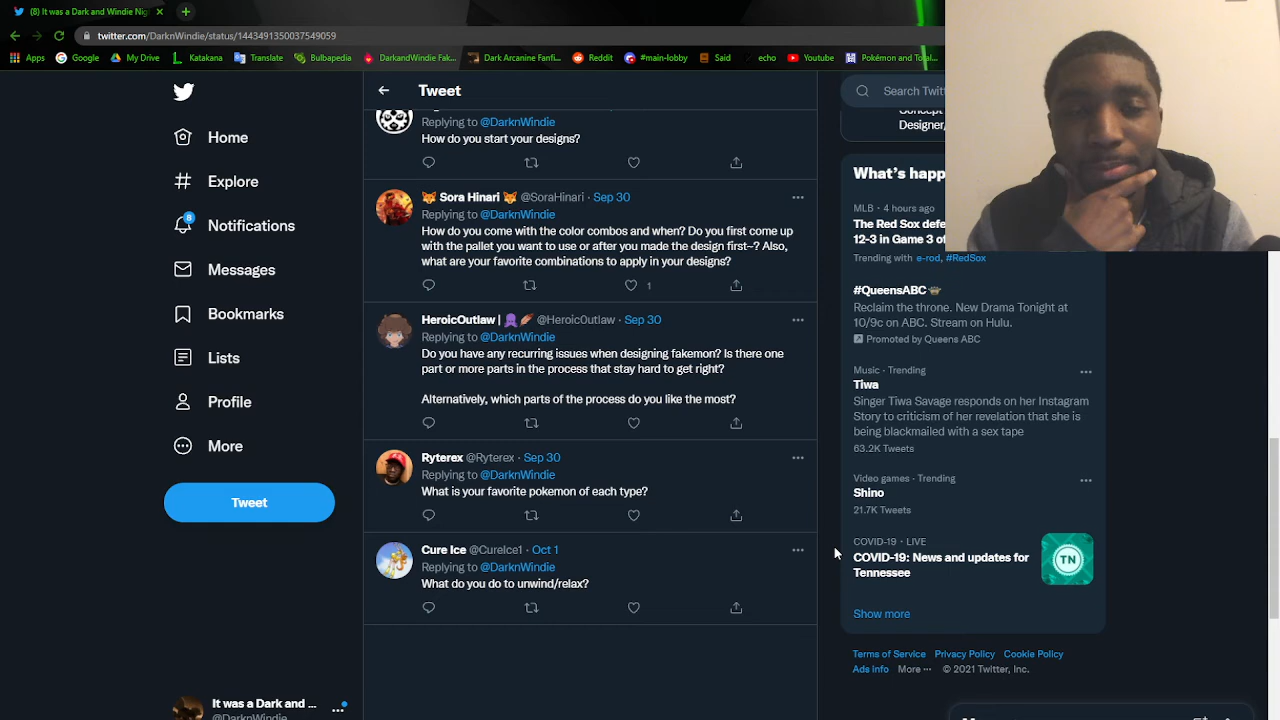 (8) It was a Dark and Windie Nig
twitter.com/DarknWindie/status/1443491350037549059
Apps Google My Drive Katakana Translate Bulbapedia DarkandWindie Fak... Dark Arcanine Fanfi... Reddit #main-lobby Said echo Youtube Pokémon and Total...
Home
Explore
8
Notifications
Messages
Bookmarks
Lists
Profile
More
Tweet
It was a Dark and ...
@DarknWindie
Tweet
Replying to @DarknWindie
How do you start your designs?
Sora Hinari @SoraHinari · Sep 30
Replying to @DarknWindie
How do you come with the color combos and when? Do you first come up
with the pallet you want to use or after you made the design first--? Also,
what are your favorite combinations to apply in your designs?
1
HeroicOutlaw | @HeroicOutlaw · Sep 30
Replying to @DarknWindie
Do you have any recurring issues when designing fakemon? Is there one
part or more parts in the process that stay hard to get right?
Alternatively, which parts of the process do you like the most?
Ryterex @Ryterex · Sep 30
Replying to @DarknWindie
What is your favorite pokemon of each type?
Cure Ice @CureIce1 · Oct 1
Replying to @DarknWindie
What do you do to unwind/relax?
Search Twit
Concept
Designer/
What's happ
MLB · 4 hours ago
The Red Sox defe
12-3 in Game 3 of
Trending with e-rod, #RedSox
#QueensABC
Reclaim the throne. New Drama Tonight at
10/9c on ABC. Stream on Hulu.
Promoted by Queens ABC
Music · Trending
Tiwa
Singer Tiwa Savage responds on her Instagram
Story to criticism of her revelation that she is
being blackmailed with a sex tape
63.2K Tweets
Video games · Trending
Shino
21.7K Tweets
COVID-19 · LIVE
COVID-19: News and updates for
Tennessee
TN
Show more
Terms of Service Privacy Policy Cookie Policy
Ads info More ··· © 2021 Twitter, Inc.